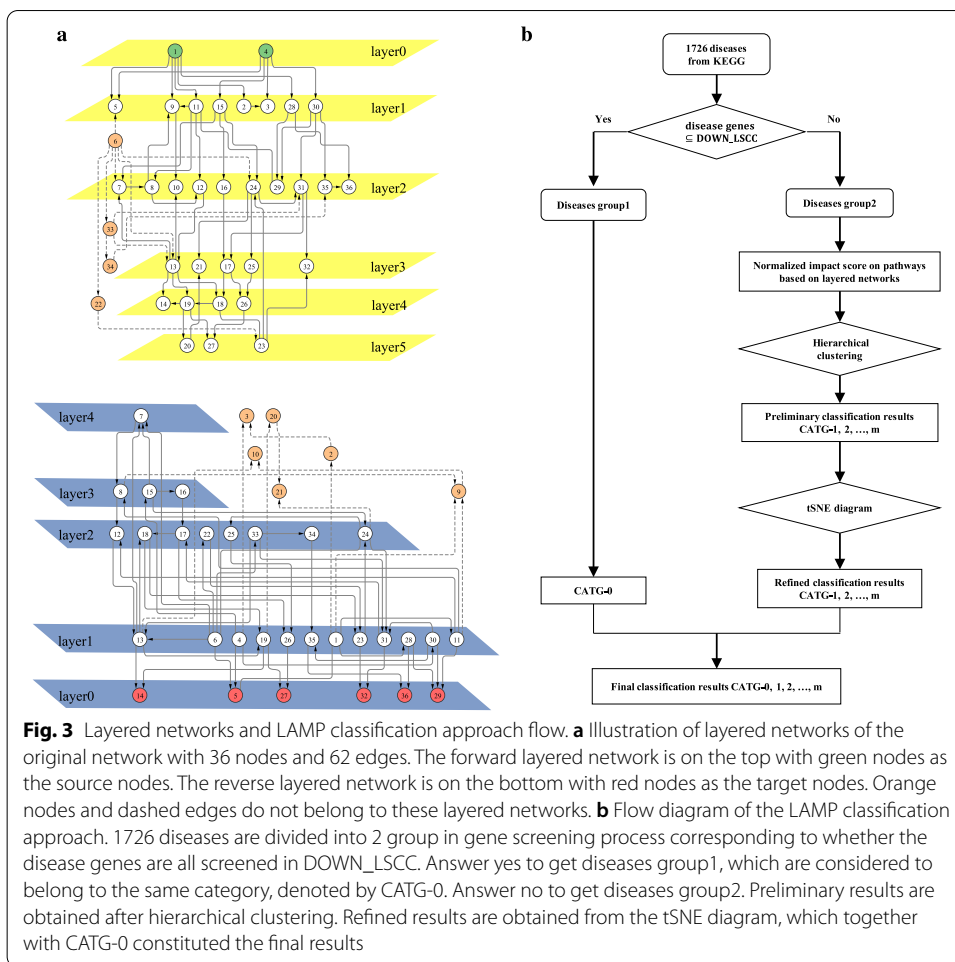 a
layer0
1 4
layer1
5 9 11 15 2 3 28 30
6
layer2
7 8 10 12 16 24 29 31 35 36
33
34
layer3
13 21 17 25 32
22
layer4
14 19 18 26
layer5
20 27 23
layer4
7 3 20
10 2
layer3
8 15 16 21 9
layer2
12 18 17 22 25 33 34 24
layer1
13 6 4 19 26 35 1 23 31 28 30 11
layer0
14 5 27 32 36 29
b
1726 diseases
from KEGG
Yes
No
disease genes
⊆ DOWN_LSCC
Diseases group1
Diseases group2
Normalized impact score on pathways
based on layered networks
Hierarchical
clustering
Preliminary classification results
CATG-1, 2, …, m
tSNE diagram
CATG-0
Refined classification results
CATG-1, 2, …, m
Final classification results CATG-0, 1, 2, …, m
Fig. 3 Layered networks and LAMP classification approach flow. a Illustration of layered networks of the
original network with 36 nodes and 62 edges. The forward layered network is on the top with green nodes as
the source nodes. The reverse layered network is on the bottom with red nodes as the target nodes. Orange
nodes and dashed edges do not belong to these layered networks. b Flow diagram of the LAMP classification
approach. 1726 diseases are divided into 2 group in gene screening process corresponding to whether the
disease genes are all screened in DOWN_LSCC. Answer yes to get diseases group1, which are considered to
belong to the same category, denoted by CATG-0. Answer no to get diseases group2. Preliminary results are
obtained after hierarchical clustering. Refined results are obtained from the tSNE diagram, which together
with CATG-0 constituted the final results